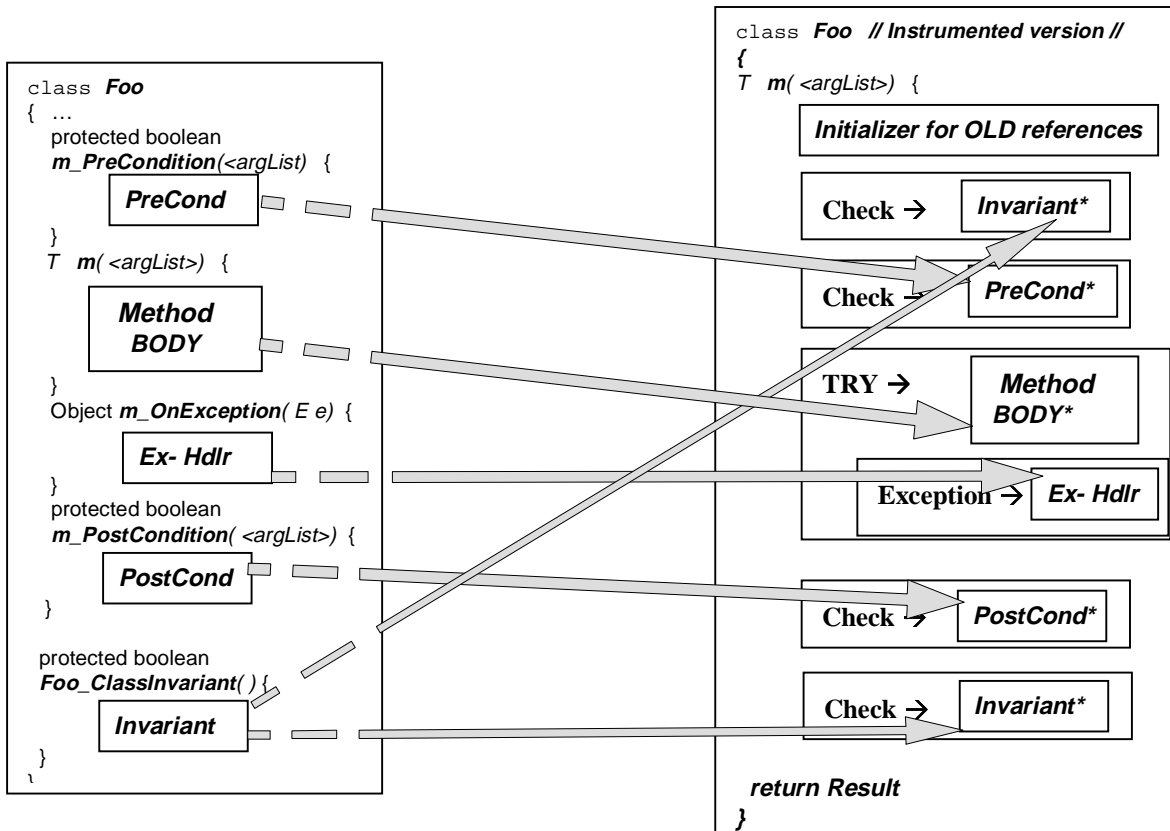 class Foo
{ …
protected boolean
m_PreCondition(<argList) {
PreCond
}
T m( <argList>) {
Method
BODY
}
Object m_OnException( E e) {
Ex- Hdlr
}
protected boolean
m_PostCondition( <argList>) {
PostCond
}
protected boolean
Foo_ClassInvariant( ) {
Invariant
}
}
class Foo // Instrumented version //
{
T m( <argList>) {
Initializer for OLD references
Check → Invariant*
Check → PreCond*
TRY → Method
BODY*
Exception → Ex- Hdlr
Check → PostCond*
Check → Invariant*
return Result
}